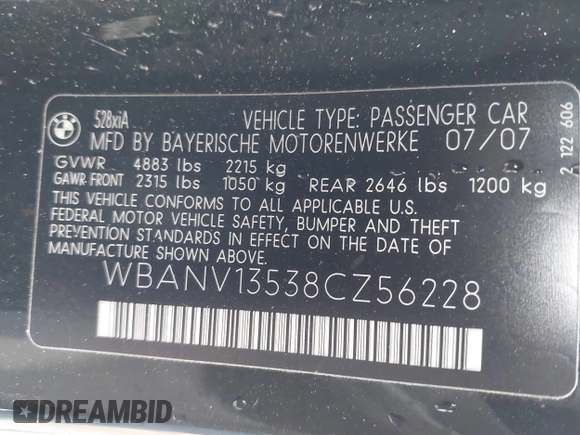 BMW
528xiA
VEHICLE TYPE: PASSENGER CAR
MFD BY BAYERISCHE MOTORENWERKE 07/07
GVWR 4883 lbs 2215 kg
GAWR FRONT 2315 lbs 1050 kg REAR 2646 lbs 1200 kg
THIS VEHICLE CONFORMS TO ALL APPLICABLE U.S.
FEDERAL MOTOR VEHICLE SAFETY, BUMPER AND THEFT
PREVENTION STANDARDS IN EFFECT ON THE DATE OF
MANUFACTURE SHOWN ABOVE.
WBANV13538CZ56228
2 122 606
DREAMBID